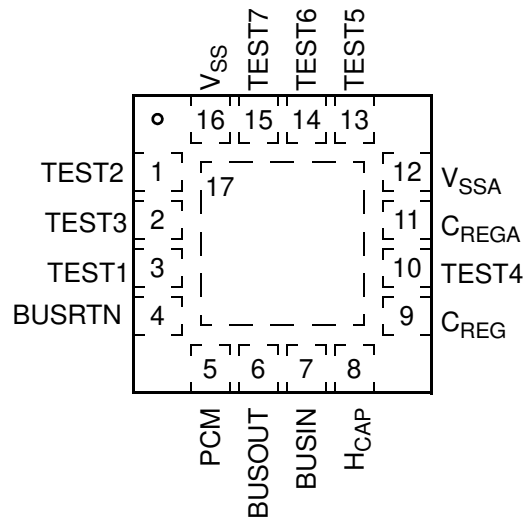 VSS
TEST7
TEST6
TEST5
16 15 14 13
TEST2 1 12 VSSA
17
TEST3 2 11 CREGA
TEST1 3 10 TEST4
BUSRTN 4 9 CREG
5 6 7 8
PCM
BUSOUT
BUSIN
HCAP